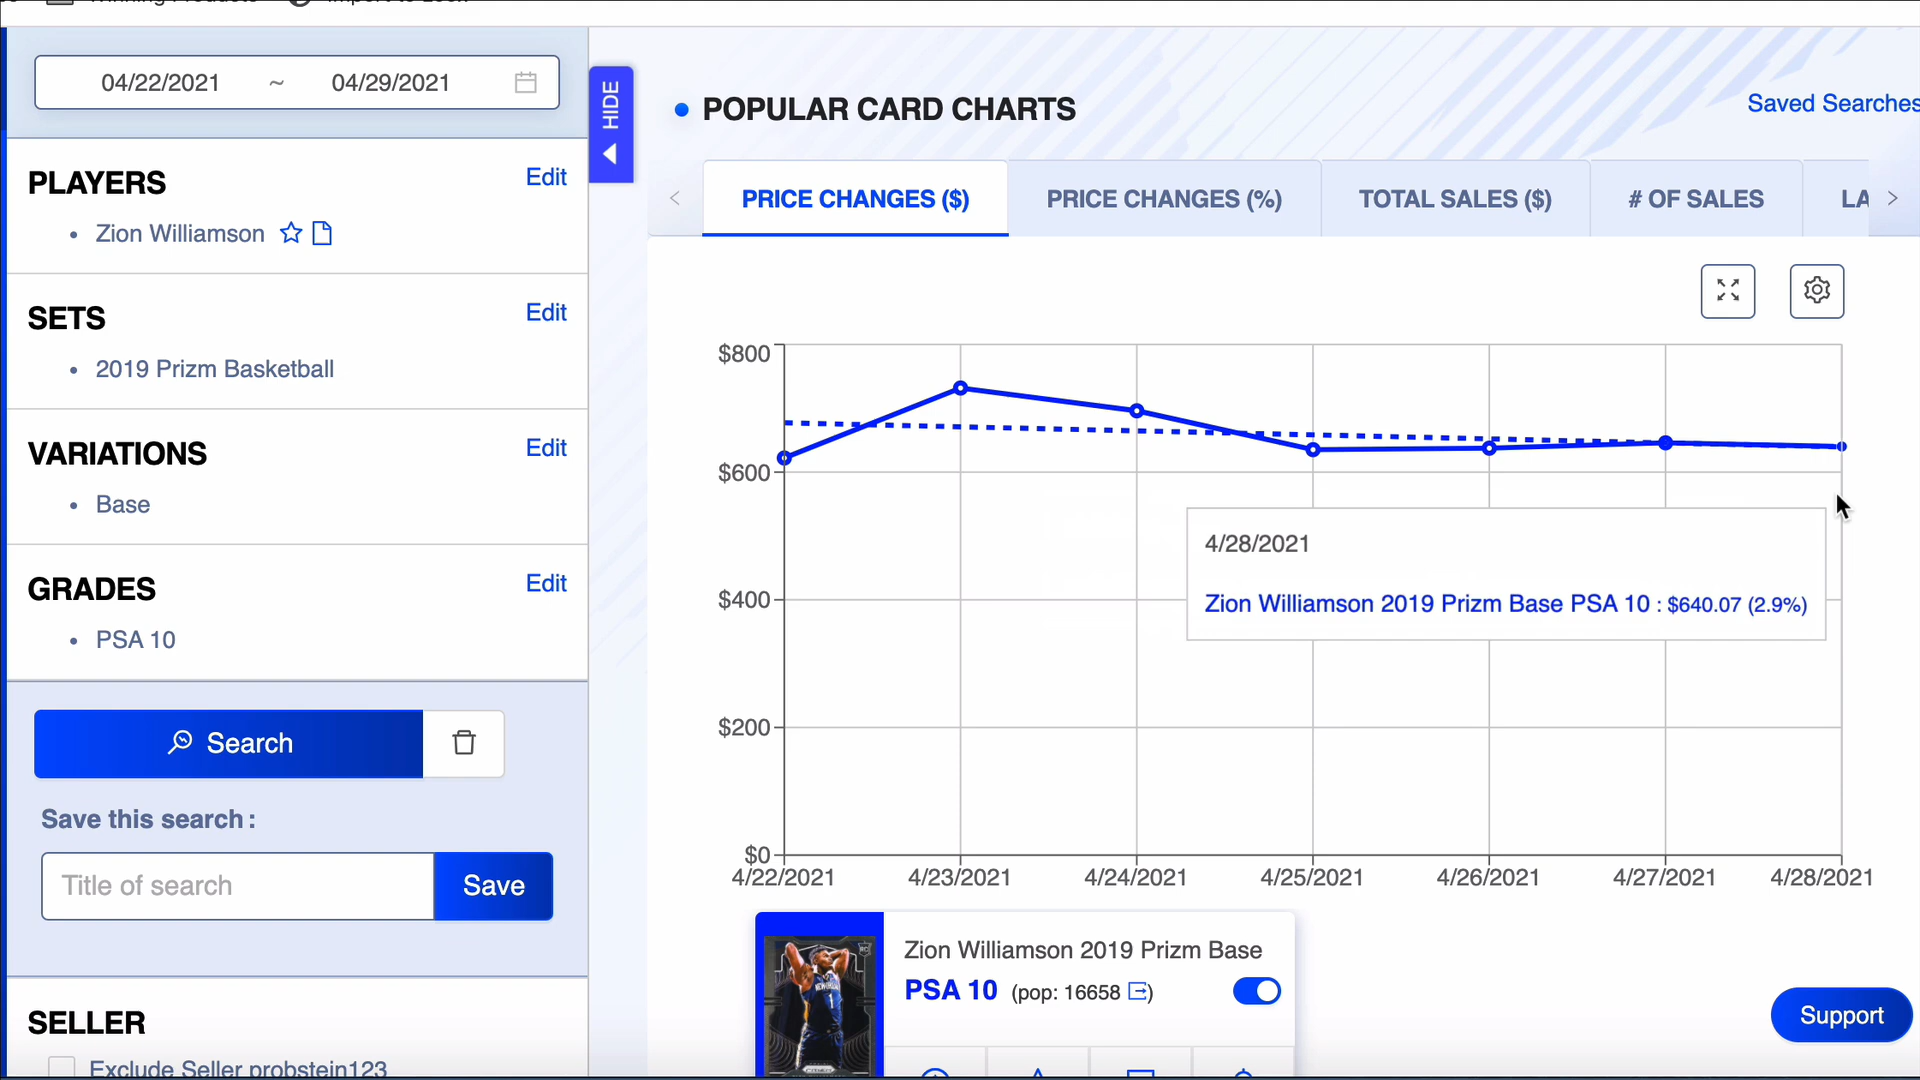 04/22/2021 ~ 04/29/2021
PLAYERS Edit
• Zion Williamson
SETS Edit
• 2019 Prizm Basketball
VARIATIONS Edit
• Base
GRADES Edit
• PSA 10
Search
Save this search :
Title of search Save
SELLER
Exclude Seller probstein123
HIDE
• POPULAR CARD CHARTS
Saved Searches
PRICE CHANGES ($) PRICE CHANGES (%) TOTAL SALES ($) # OF SALES LA
$800
$600
$400
$200
$0
4/22/2021 4/23/2021 4/24/2021 4/25/2021 4/26/2021 4/27/2021 4/28/2021
4/28/2021
Zion Williamson 2019 Prizm Base PSA 10 : $640.07 (2.9%)
Zion Williamson 2019 Prizm Base
PSA 10 (pop: 16658)
Support